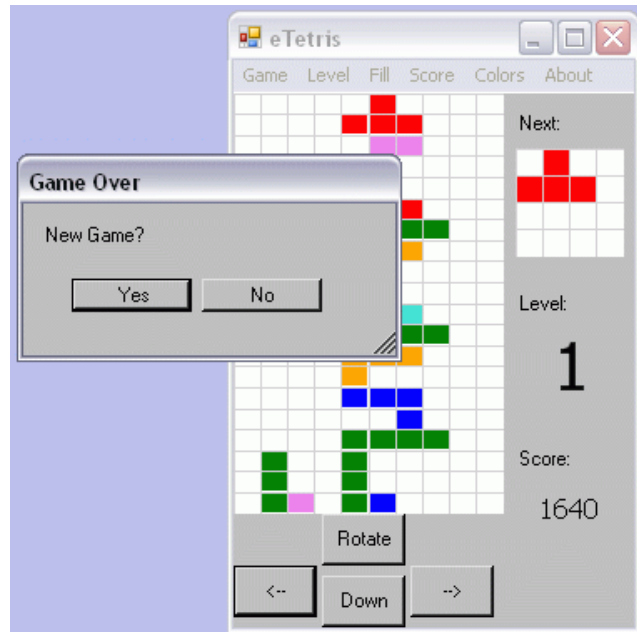 eTetris
Game Level Fill Score Colors About
Next:
Game Over
New Game?
Yes No
Level:
1
Score:
1640
Rotate
<-- Down -->